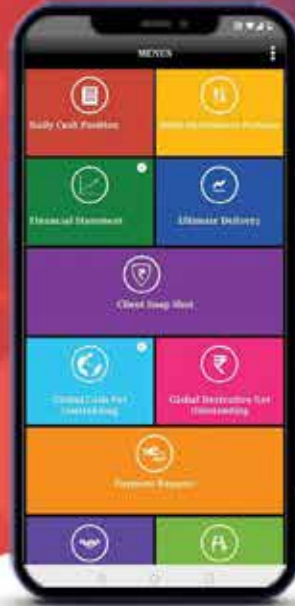 MENUS
Daily Cash Position
Financial Statement
Ultimate Delivery
Client Snap Shot
Global Cash Net
Outstanding
Global Derivative Net
Outstanding
Payment Request